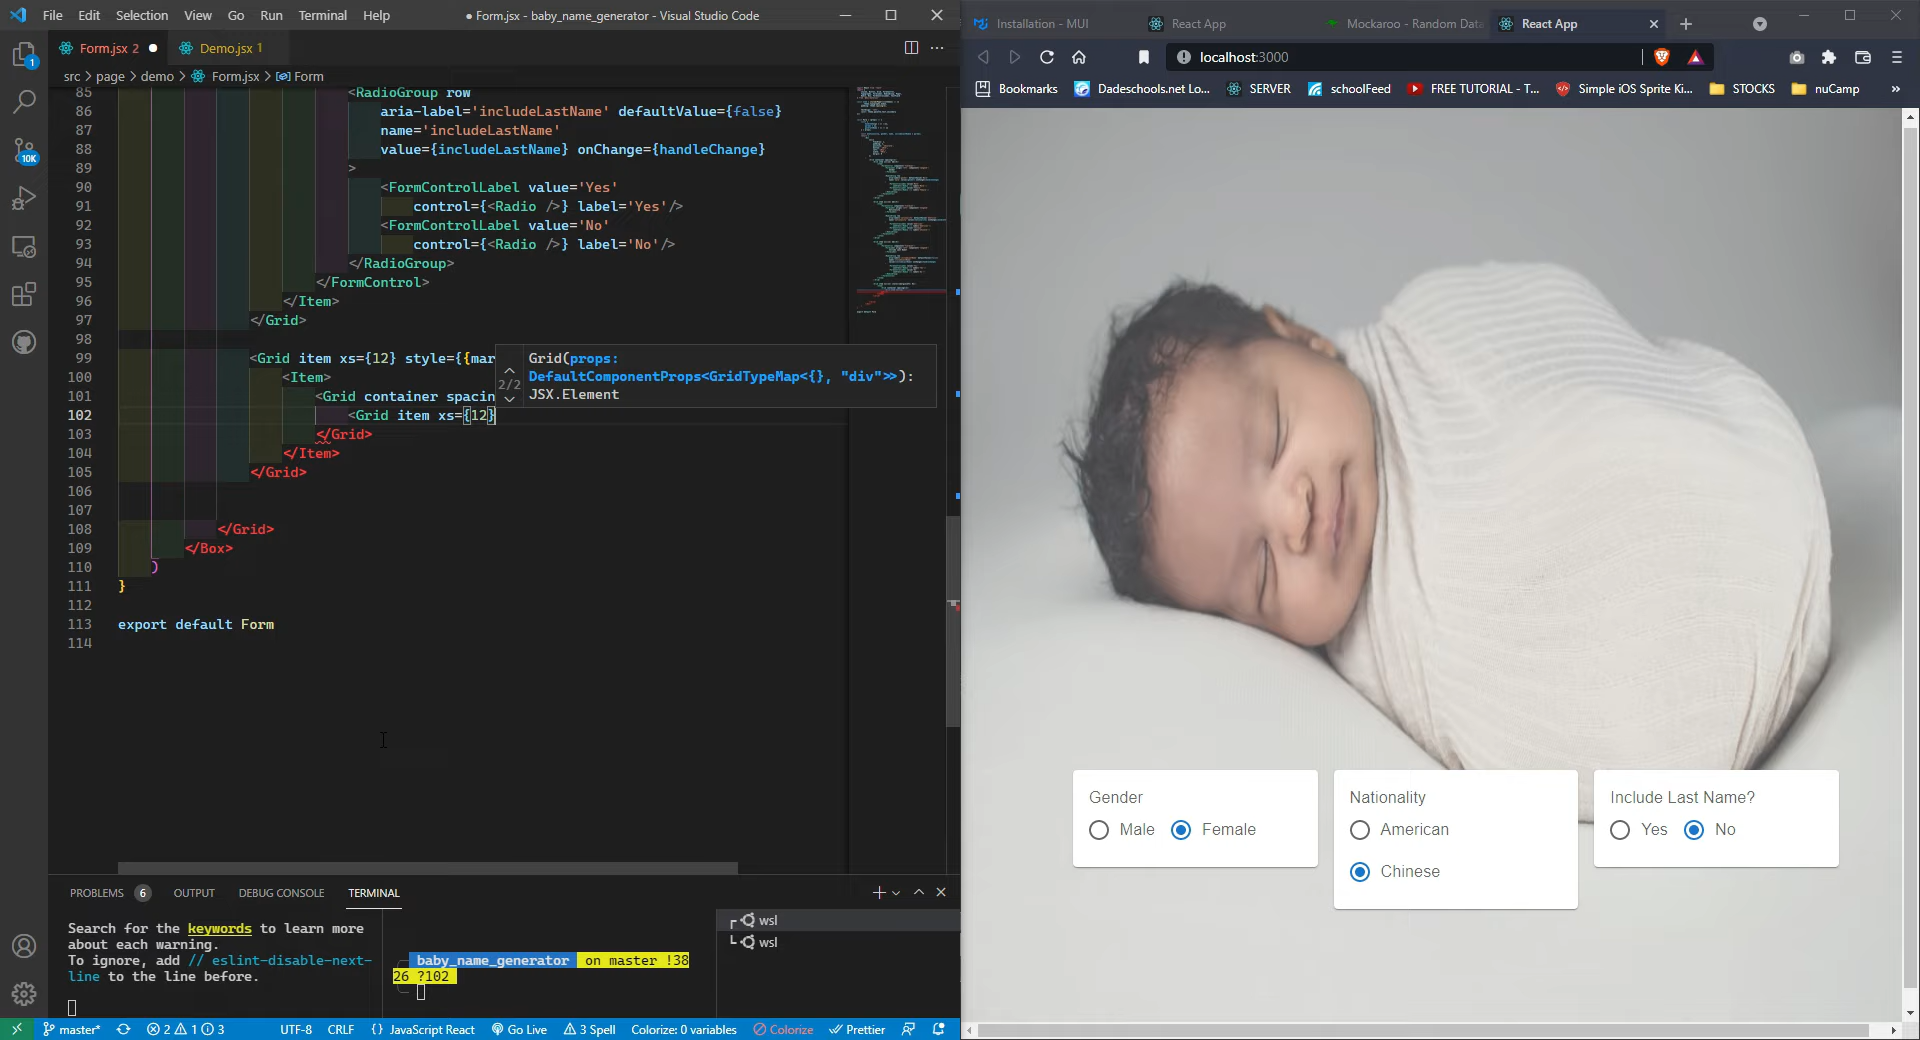 File Edit Selection View Go Run Terminal Help
● Form.jsx - baby_name_generator - Visual Studio Code
Form.jsx 2 ●
Demo.jsx 1
src > page > demo > Form.jsx > Form
85 <RadioGroup row
86 aria-label='includeLastName' defaultValue={false}
87 name='includeLastName'
88 value={includeLastName} onChange={handleChange}
89 >
90 <FormControlLabel value='Yes'
91 control={<Radio />} label='Yes'/>
92 <FormControlLabel value='No'
93 control={<Radio />} label='No'/>
94 </RadioGroup>
95 </FormControl>
96 </Item>
97 </Grid>
98
99 <Grid item xs={12} style={{mar
100 <Item>
101 <Grid container spacin
102 <Grid item xs={12}
103 </Grid>
104 </Item>
105 </Grid>
106
107
108 </Grid>
109 </Box>
110 )
111 }
112
113 export default Form
114
Grid(props:
2/2 DefaultComponentProps<GridTypeMap<{}, "div">>):
JSX.Element
PROBLEMS 6 OUTPUT DEBUG CONSOLE TERMINAL
Search for the keywords to learn more
about each warning.
To ignore, add // eslint-disable-next-
line to the line before.
baby_name_generator on master !38
26 ?102
wsl
wsl
1
10K
master* 2 1 3 UTF-8 CRLF {} JavaScript React Go Live 3 Spell Colorize: 0 variables Colorize Prettier
Installation - MUI
React App
Mockaroo - Random Data
React App
localhost:3000
Bookmarks Dadeschools.net Lo... SERVER schoolFeed FREE TUTORIAL - T... Simple iOS Sprite Ki... STOCKS nuCamp »
Gender
Male Female
Nationality
American
Chinese
Include Last Name?
Yes No